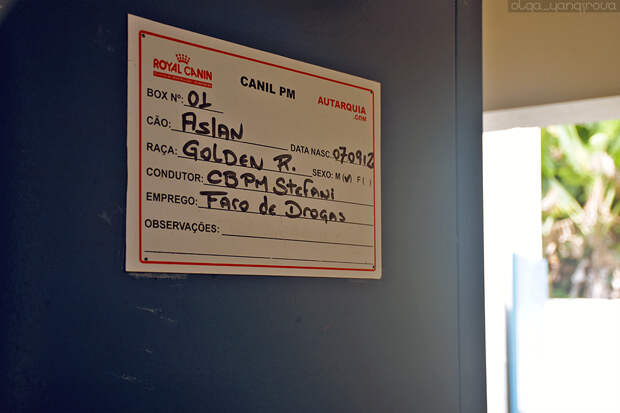 olga_yanqirova
ROYAL CANIN
CANIL PM
AUTARQUIA
.COM
BOX Nº: 01
CÃO: ASLAN DATA NASC. 070912
RAÇA: GOLDEN R. SEXO: M (✓) F ( )
CONDUTOR: CBPM Stefani
EMPREGO: Faro de Drogas
OBSERVAÇÕES: